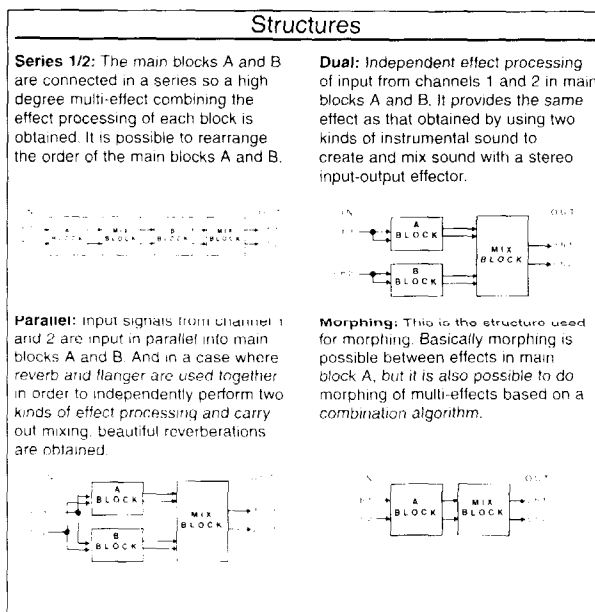 Structures
Series 1/2: The main blocks A and B
are connected in a series so a high
degree multi-effect combining the
effect processing of each block is
obtained. It is possible to rearrange
the order of the main blocks A and B.
A
BLOCK
MIX
BLOCK
B
BLOCK
MIX
BLOCK
Dual: Independent effect processing
of input from channels 1 and 2 in main
blocks A and B. It provides the same
effect as that obtained by using two
kinds of instrumental sound to
create and mix sound with a stereo
input-output effector.
IN
OUT
A
BLOCK
B
BLOCK
MIX
BLOCK
Parallel: Input signals from channel 1
and 2 are input in parallel into main
blocks A and B. And in a case where
reverb and flanger are used together
in order to independently perform two
kinds of effect processing and carry
out mixing, beautiful reverberations
are obtained.
A
BLOCK
B
BLOCK
MIX
BLOCK
Morphing: This is the structure used
for morphing. Basically morphing is
possible between effects in main
block A, but it is also possible to do
morphing of multi-effects based on a
combination algorithm.
OUT
A
BLOCK
MIX
BLOCK